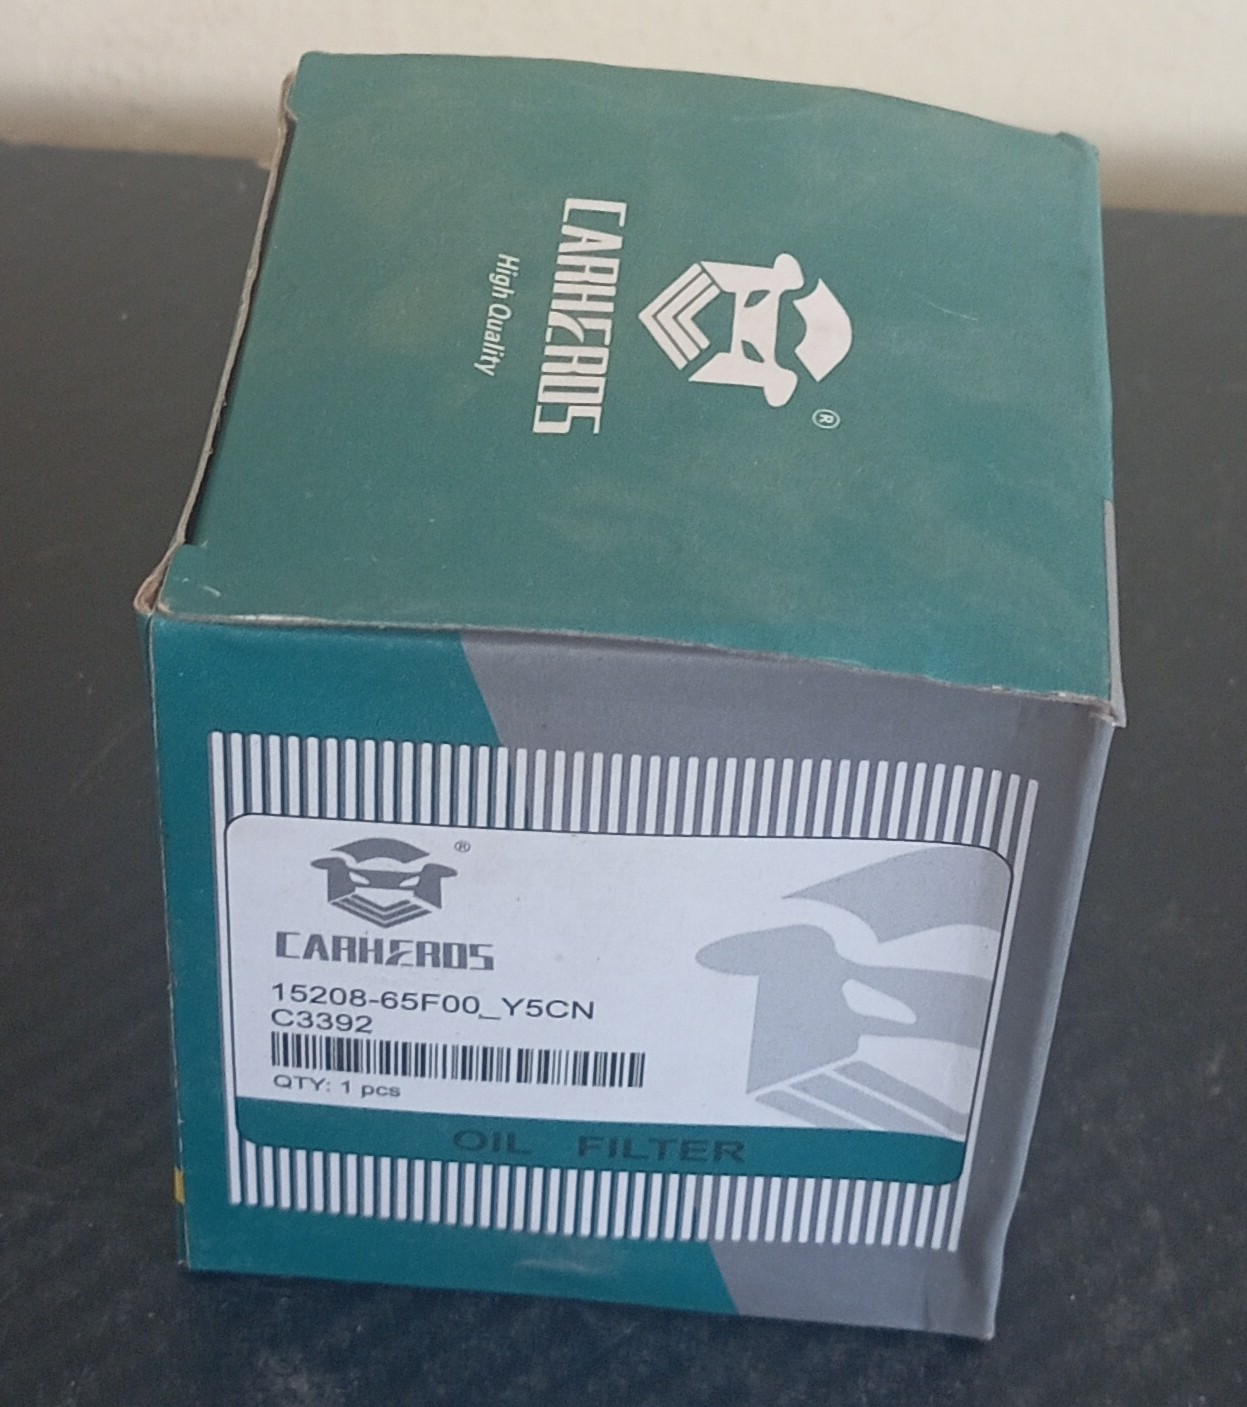 CARHEROS
High Quality
®
®
CARHEROS
15208-65F00_Y5CN
C3392
QTY: 1 pcs
OIL FILTER